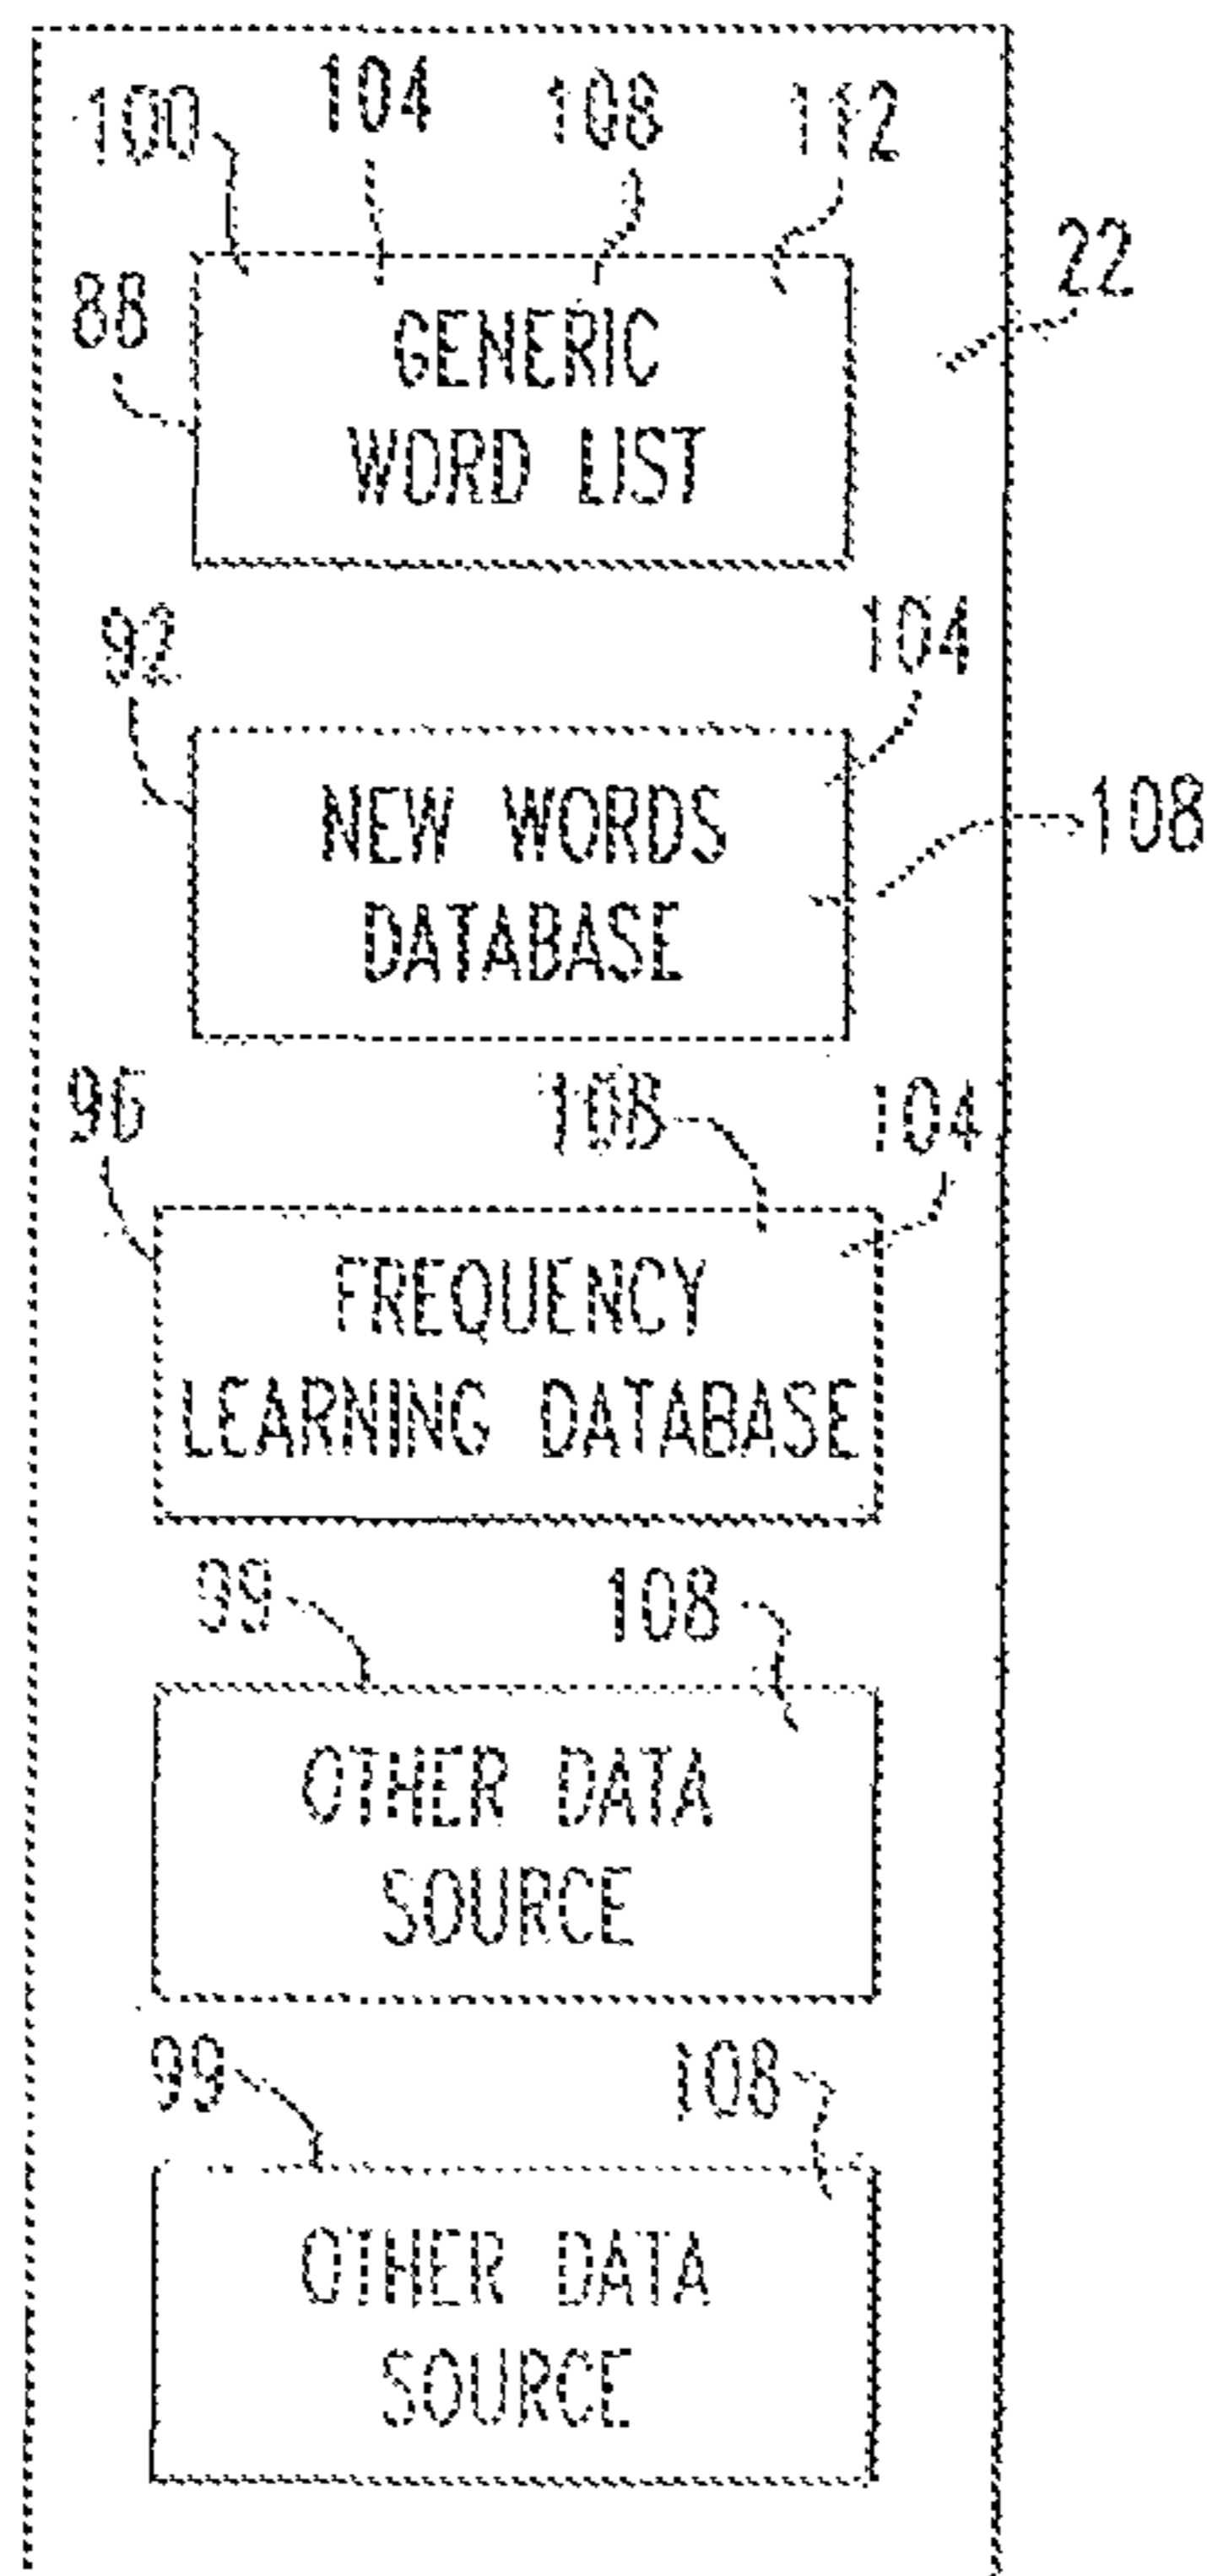 100 104 108 112
22
88
GENERIC
WORD LIST
92 104
108
NEW WORDS
DATABASE
96 108 104
FREQUENCY
LEARNING DATABASE
99 108
OTHER DATA
SOURCE
99 108
OTHER DATA
SOURCE